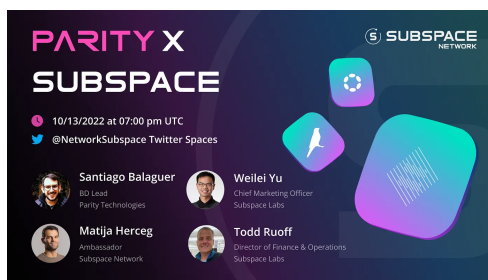 PARITY X
SUBSPACE
SUBSPACE
NETWORK
10/13/2022 at 07:00 pm UTC
@NetworkSubspace Twitter Spaces
Santiago Balaguer
BD Lead
Parity Technologies
Weilei Yu
Chief Marketing Officer
Subspace Labs
Matija Herceg
Ambassador
Subspace Network
Todd Ruoff
Director of Finance & Operations
Subspace Labs